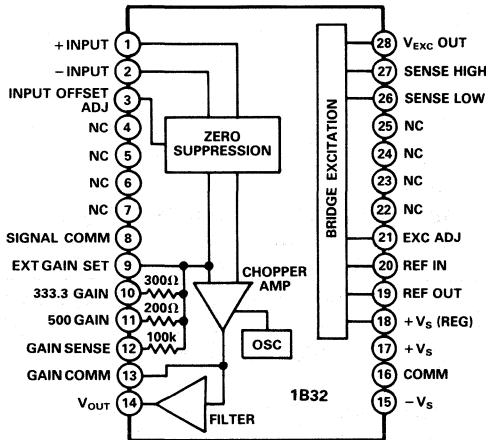 + INPUT 1
− INPUT 2
INPUT OFFSET
ADJ 3
NC 4
NC 5
NC 6
NC 7
SIGNAL COMM 8
EXT GAIN SET 9
333.3 GAIN 10
500 GAIN 11
GAIN SENSE 12
GAIN COMM 13
VOUT 14
300Ω
200Ω
100k
ZERO
SUPPRESSION
CHOPPER
AMP
OSC
FILTER
1B32
BRIDGE EXCITATION
28 VEXC OUT
27 SENSE HIGH
26 SENSE LOW
25 NC
24 NC
23 NC
22 NC
21 EXC ADJ
20 REF IN
19 REF OUT
18 + VS (REG)
17 + VS
16 COMM
15 − VS